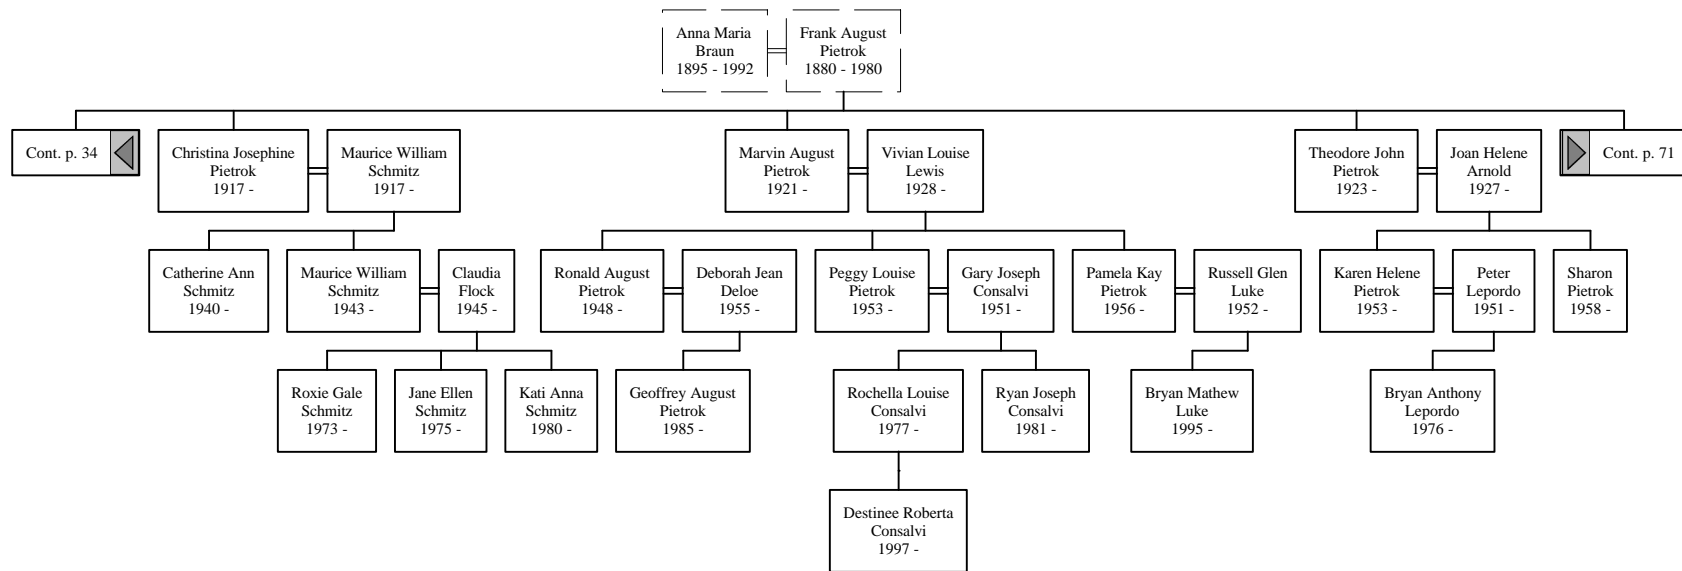 Anna Maria
Braun
1895 - 1992
Frank August
Pietrok
1880 - 1980
Cont. p. 34
Christina Josephine
Pietrok
1917 -
Maurice William
Schmitz
1917 -
Marvin August
Pietrok
1921 -
Vivian Louise
Lewis
1928 -
Theodore John
Pietrok
1923 -
Joan Helene
Arnold
1927 -
Cont. p. 71
Catherine Ann
Schmitz
1940 -
Maurice William
Schmitz
1943 -
Claudia
Flock
1945 -
Ronald August
Pietrok
1948 -
Deborah Jean
Deloe
1955 -
Peggy Louise
Pietrok
1953 -
Gary Joseph
Consalvi
1951 -
Pamela Kay
Pietrok
1956 -
Russell Glen
Luke
1952 -
Karen Helene
Pietrok
1953 -
Peter
Lepordo
1951 -
Sharon
Pietrok
1958 -
Roxie Gale
Schmitz
1973 -
Jane Ellen
Schmitz
1975 -
Kati Anna
Schmitz
1980 -
Geoffrey August
Pietrok
1985 -
Rochella Louise
Consalvi
1977 -
Ryan Joseph
Consalvi
1981 -
Bryan Mathew
Luke
1995 -
Bryan Anthony
Lepordo
1976 -
Destinee Roberta
Consalvi
1997 -